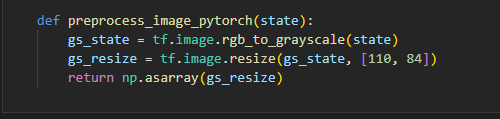 def preprocess_image_pytorch(state):
    gs_state = tf.image.rgb_to_grayscale(state)
    gs_resize = tf.image.resize(gs_state, [110, 84])
    return np.asarray(gs_resize)